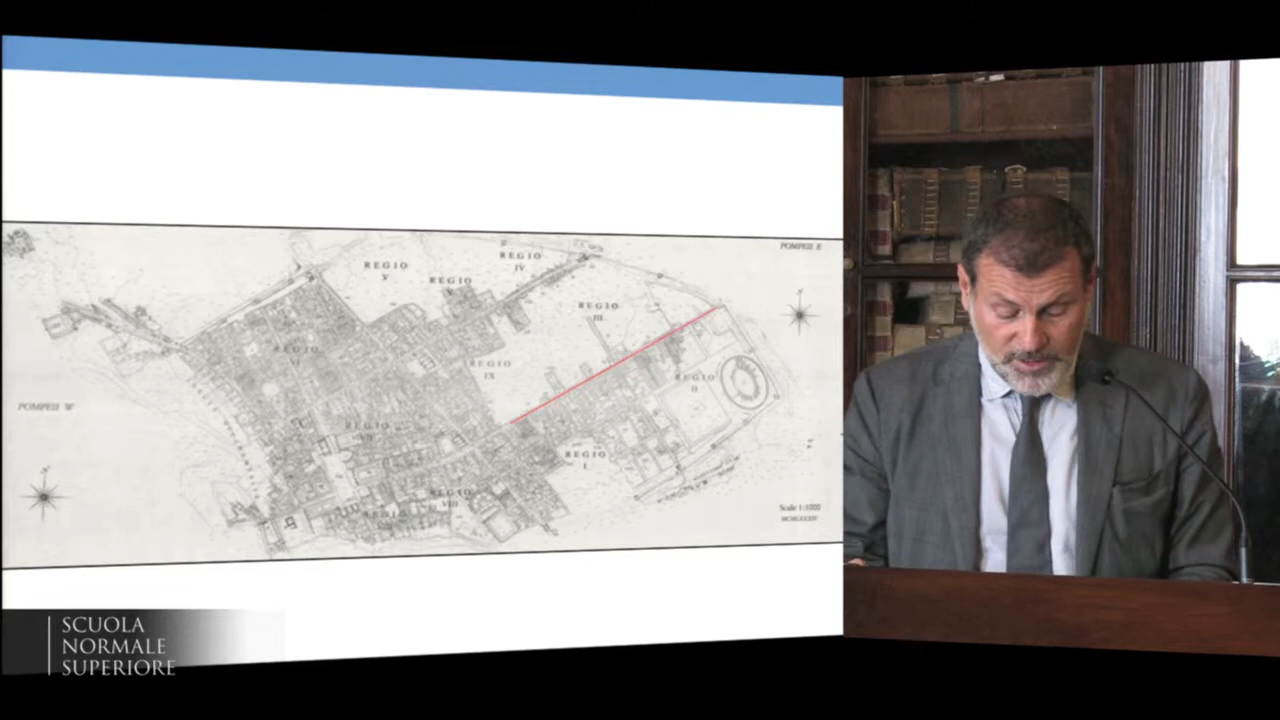 REGIO
V
REGIO
REGIO
IV
POMPEII E
REGIO
III
REGIO
IX
REGIO
II
REGIO
POMPEII W
REGIO
VII
REGIO
I
REGIO
VIII
REGIO
Scale 1:1000
SCUOLA
NORMALE
SUPERIORE